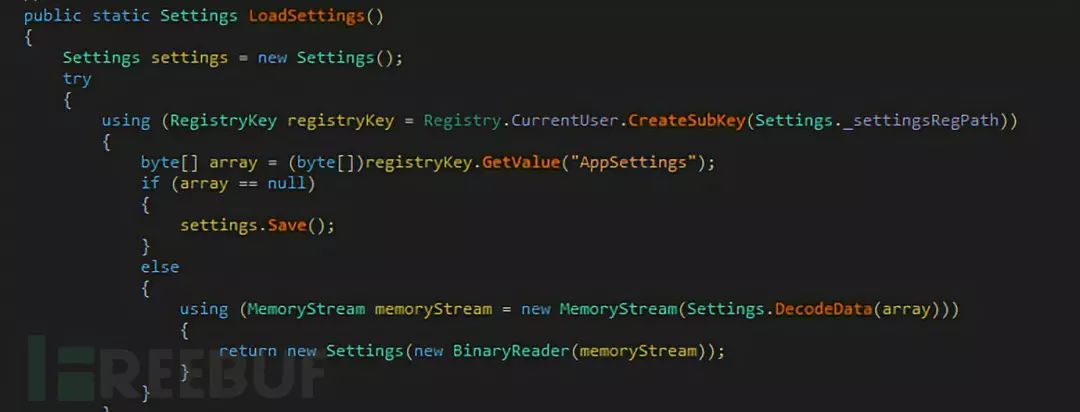 public static Settings LoadSettings()
{
    Settings settings = new Settings();
    try
    {
        using (RegistryKey registryKey = Registry.CurrentUser.CreateSubKey(Settings._settingsRegPath))
        {
            byte[] array = (byte[])registryKey.GetValue("AppSettings");
            if (array == null)
            {
                settings.Save();
            }
            else
            {
                using (MemoryStream memoryStream = new MemoryStream(Settings.DecodeData(array)))
                {
                    return new Settings(new BinaryReader(memoryStream));
                }
            }
        }
FREEBUF